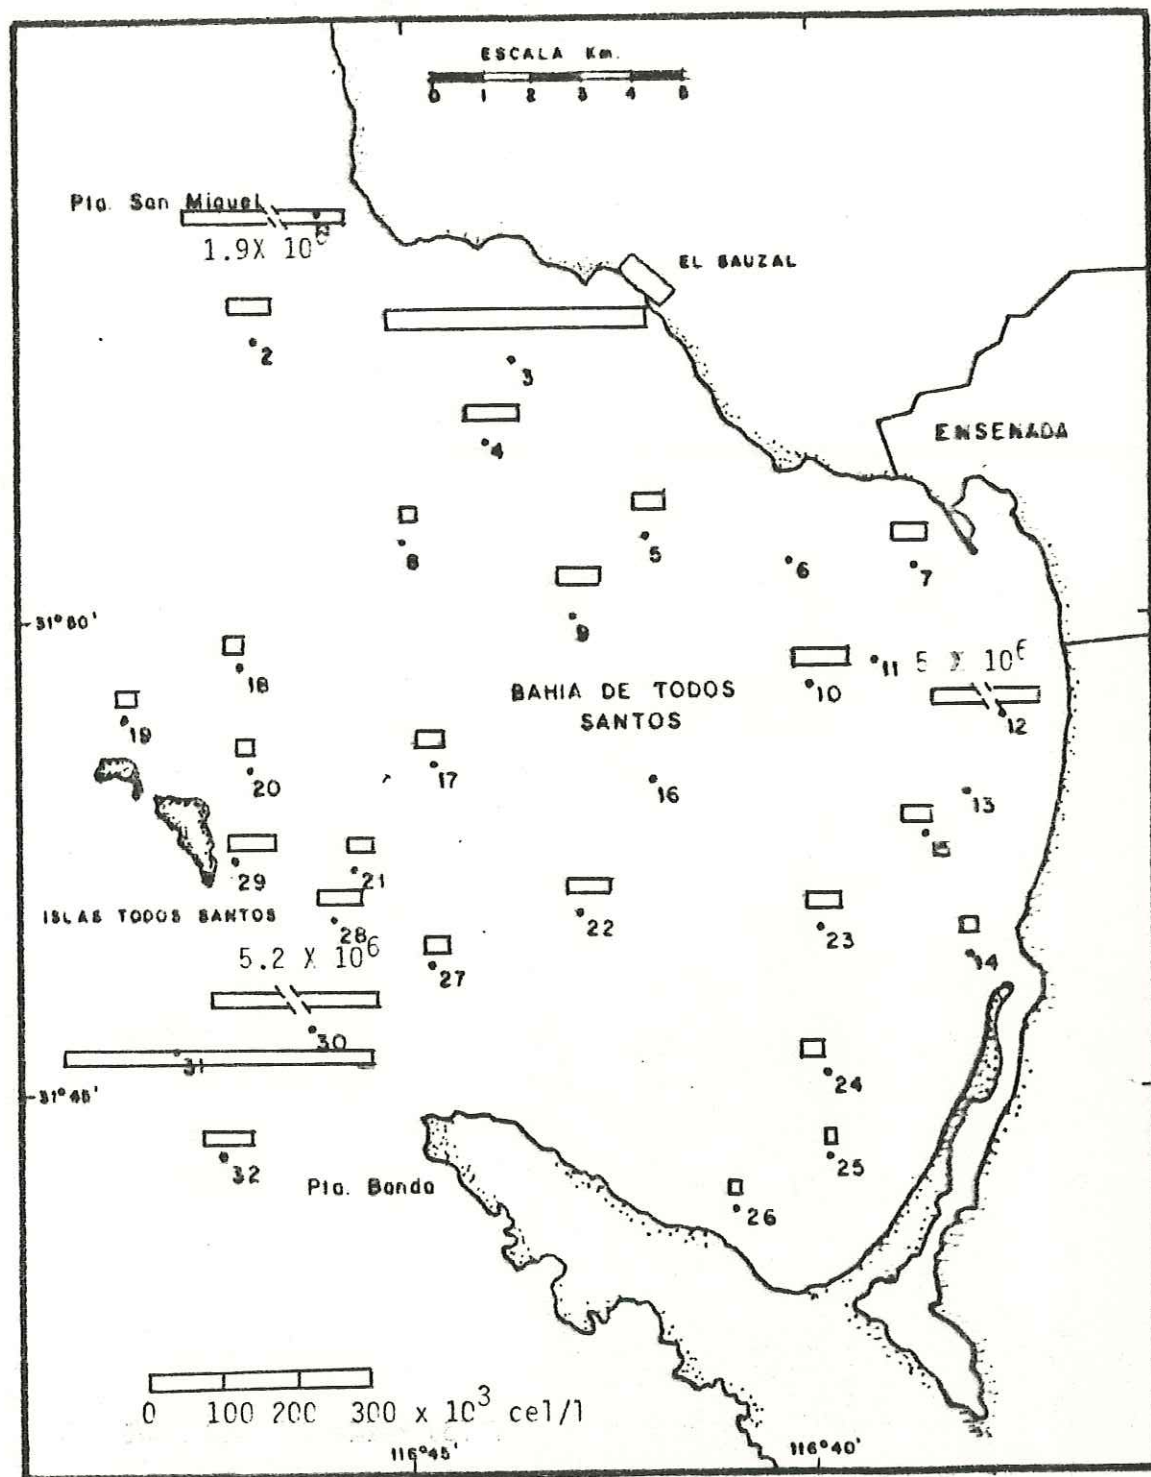 ESCALA Km.
0 1 2 3 4 5
Pta. San Miguel
1.9X 10
EL SAUZAL
2
3
4
ENSENADA
5
8
6
7
9
31°50'
18
10
11
5 X 10⁶
BAHIA DE TODOS
SANTOS
19
12
20
17
16
13
15
29
21
ISLAS TODOS SANTOS
28
22
23
14
5.2 X 10⁶
27
30
31
24
31°45'
32
25
Pta. Banda
26
0 100 200 300 x 10³ cel/l
116°45' 116°40'